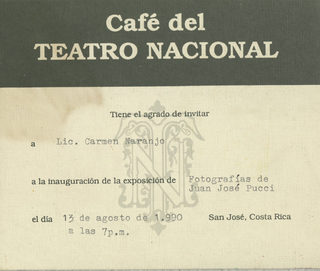 Café del
TEATRO NACIONAL
Tiene el agrado de invitar
a Lic. Carmen Naranjo
a la inauguración de la exposición de Fotografías de
Juan José Pucci
el dia 13 de agosto de 1.990 San José, Costa Rica
a las 7p.m.